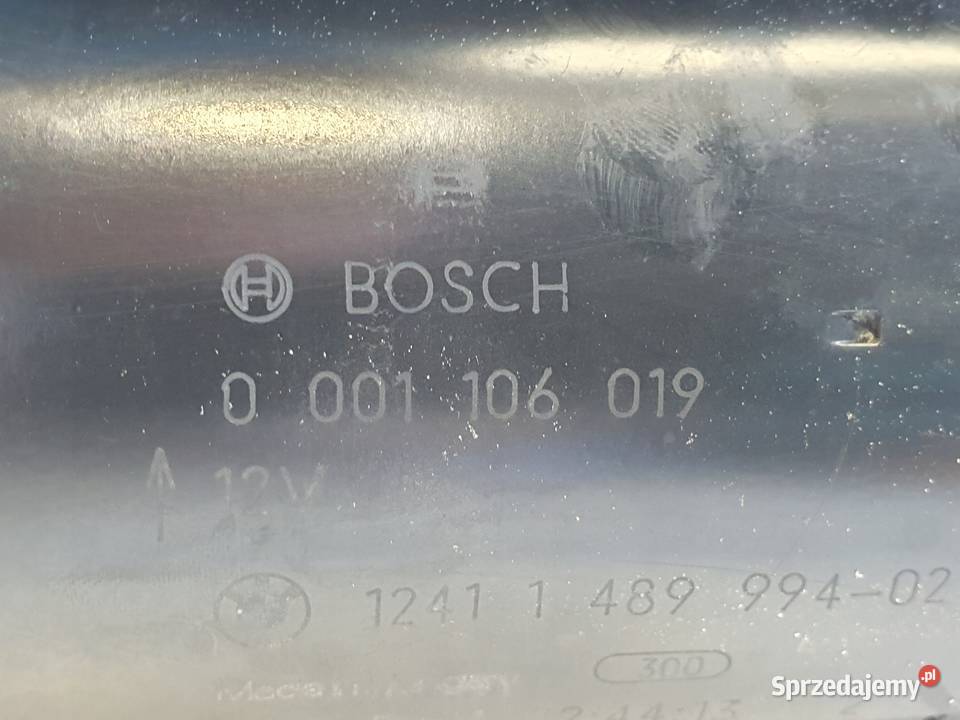 BOSCH
0 001 106 019
12V
1241 1 489 994-02
300
Sprzedajemy.pl